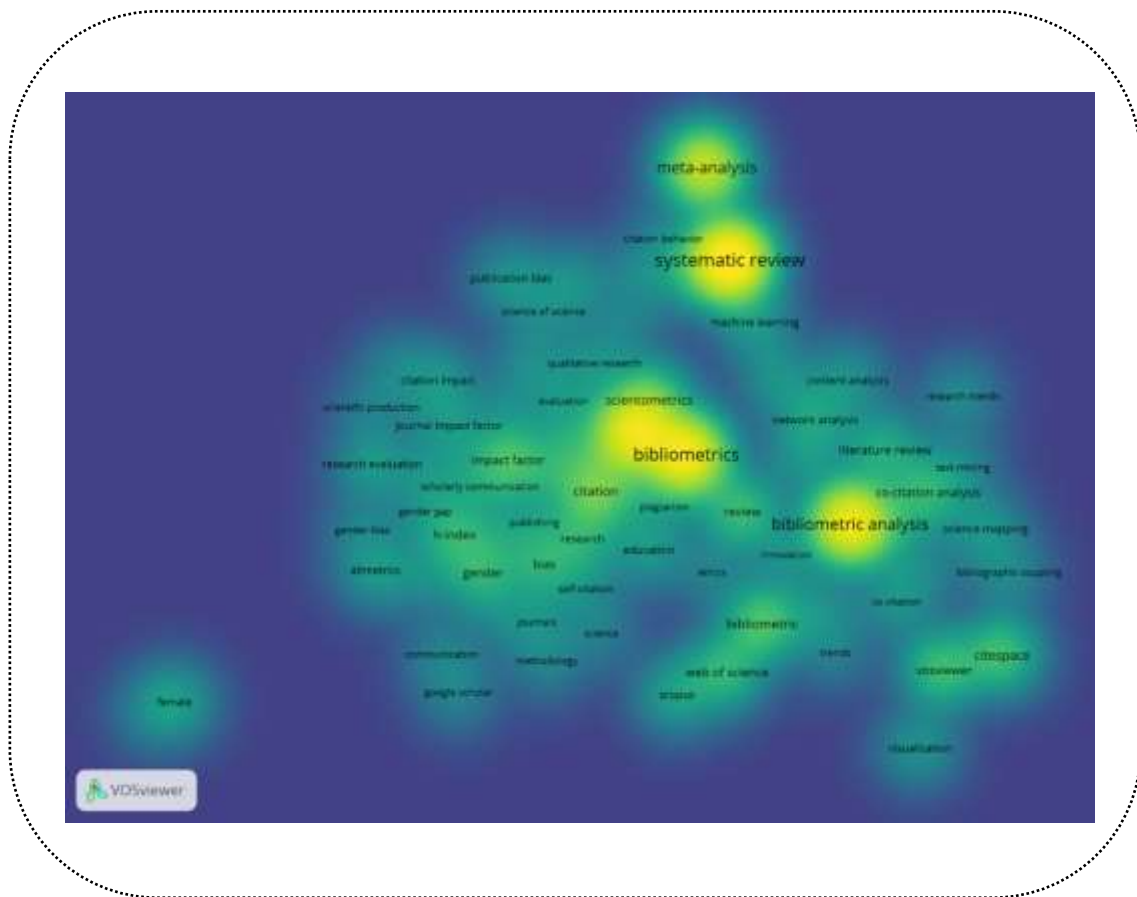 meta-analysis
citation behavior
systematic review
publication bias
science of science
machine learning
qualitative research
citation impact
content analysis
research trends
evaluation
scientometrics
scientific production
journal impact factor
network analysis
literature review
bibliometrics
impact factor
research evaluation
text mining
scholarly communication
citation
co-citation analysis
plagiarism
review
gender gap
publishing
bibliometric analysis
gender bias
h-index
research
science mapping
education
innovation
altmetrics
gender
bias
bibliographic coupling
self-citation
co-citation
journals
bibliometric
science
communication
methodology
trends
citespace
web of science
vosviewer
google scholar
scopus
female
visualization
VOSviewer